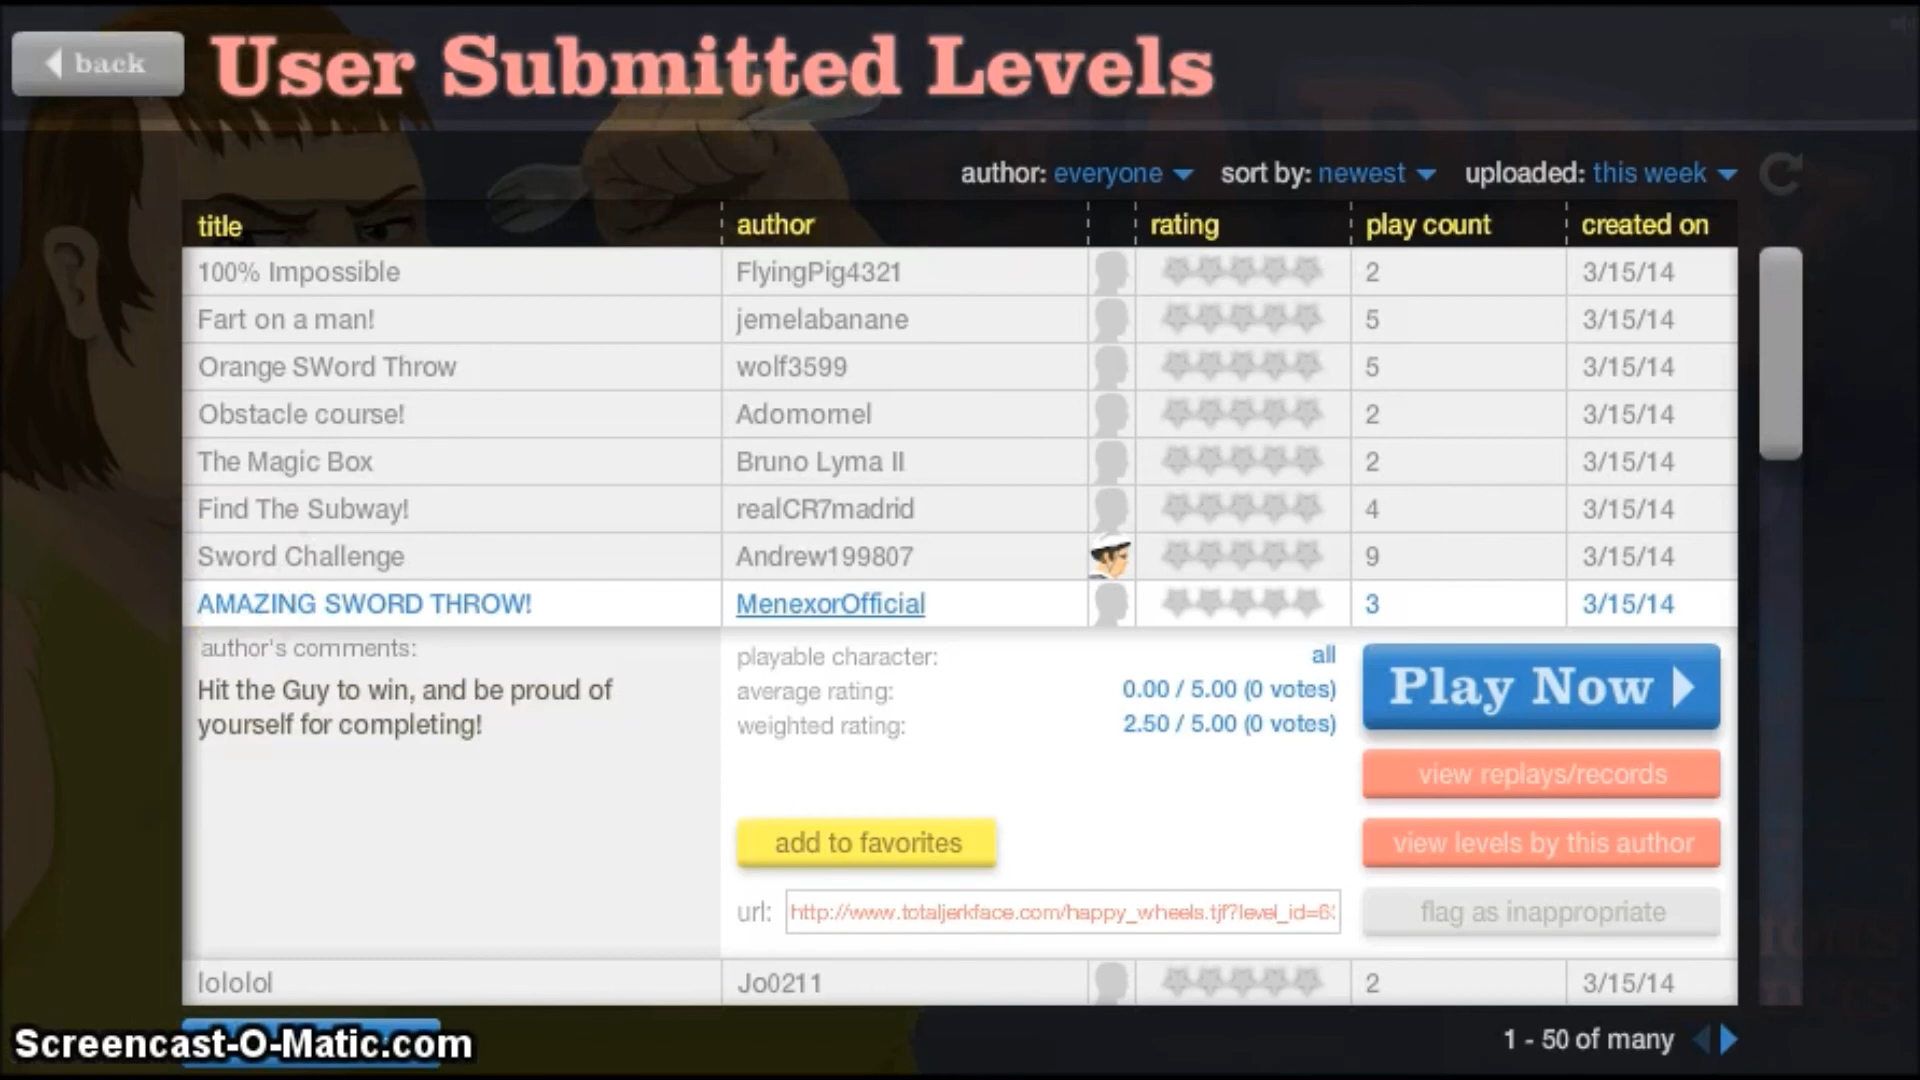 back
User Submitted Levels
author: everyone sort by: newest uploaded: this week
title author rating play count created on
100% Impossible FlyingPig4321 2 3/15/14
Fart on a man! jemelabanane 5 3/15/14
Orange SWord Throw wolf3599 5 3/15/14
Obstacle course! Adomomel 2 3/15/14
The Magic Box Bruno Lyma II 2 3/15/14
Find The Subway! realCR7madrid 4 3/15/14
Sword Challenge Andrew199807 9 3/15/14
AMAZING SWORD THROW! MenexorOfficial 3 3/15/14
author's comments:
Hit the Guy to win, and be proud of
yourself for completing!
playable character: all
average rating: 0.00 / 5.00 (0 votes)
weighted rating: 2.50 / 5.00 (0 votes)
add to favorites
url: http://www.totaljerkface.com/happy_wheels.tjf?level_id=6
Play Now
view replays/records
view levels by this author
flag as inappropriate
lololol Jo0211 2 3/15/14
Screencast-O-Matic.com
1 - 50 of many